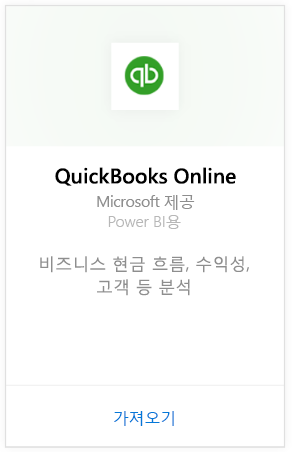 qb
QuickBooks Online
Microsoft 제공
Power BI용
비즈니스 현금 흐름, 수익성,
고객 등 분석
가져오기